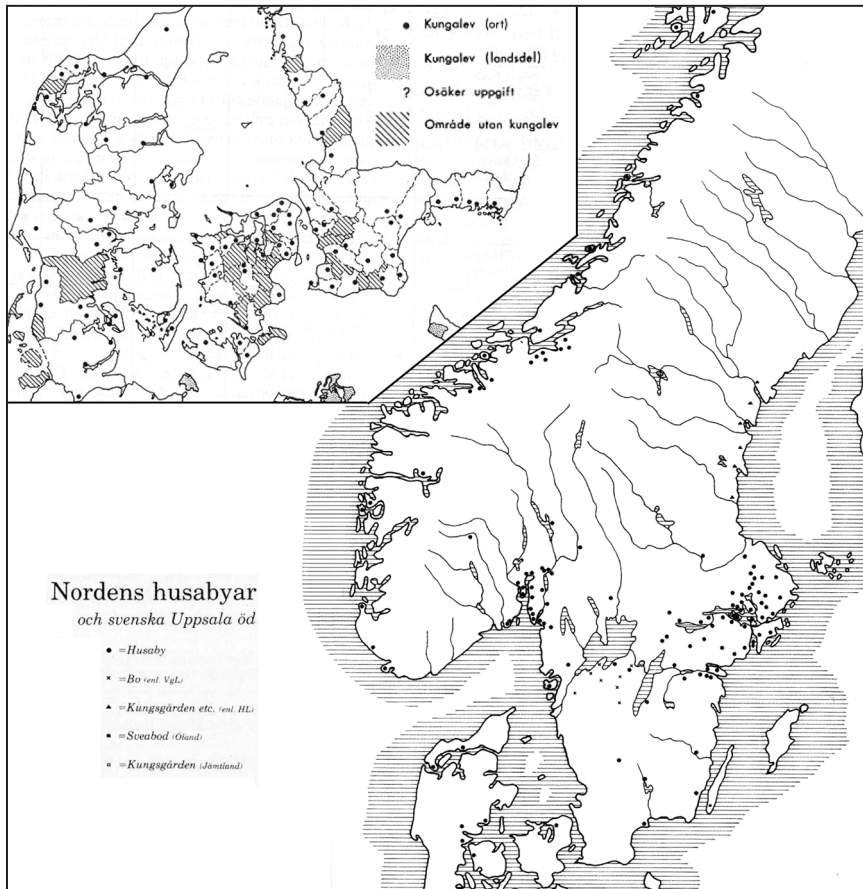 Kungalev (ort)
Kungalev (landsdel)
? Osäker uppgift
Område utan kungalev
?
Nordens husabyar
och svenska Uppsala öd
=Husaby
=Bo (enl. VgL)
=Kungsgården etc. (enl. HL)
=Sveabod (Öland)
=Kungsgården (Jämtland)